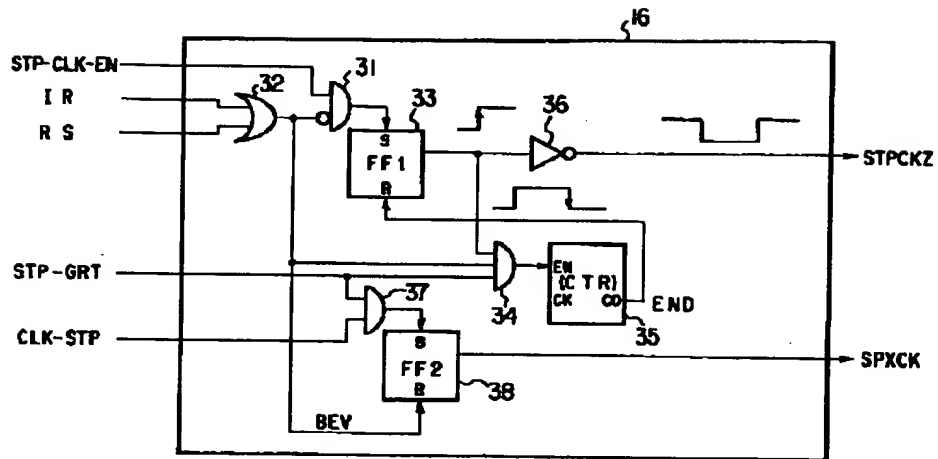 16
STP-CLK-EN
31
IR
32
33
36
RS
S
FF1
R
STPCKZ
STP-GRT
EN
(CTR)
CK CO
END
37
34
35
CLK-STP
S
FF2
R
38
SPXCK
BEV